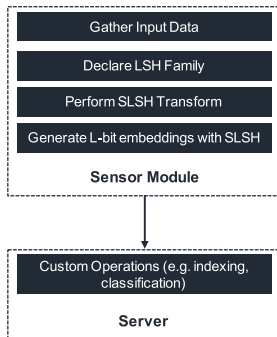 Gather Input Data
Declare LSH Family
Perform SLSH Transform
Generate L-bit embeddings with SLSH
Sensor Module
Custom Operations (e.g. indexing,
classification)
Server